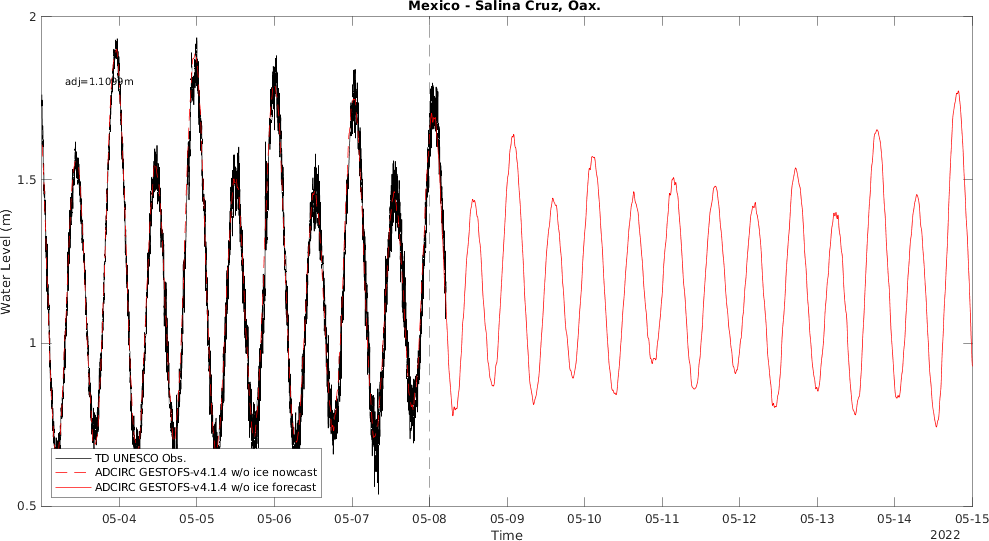 Mexico - Salina Cruz, Oax.
Water Level (m)
2
1.5
1
0.5
adj=1.1099m
TD UNESCO Obs.
ADCIRC GESTOFS-v4.1.4 w/o ice nowcast
ADCIRC GESTOFS-v4.1.4 w/o ice forecast
05-04 05-05 05-06 05-07 05-08 05-09 05-10 05-11 05-12 05-13 05-14 05-15
Time
2022